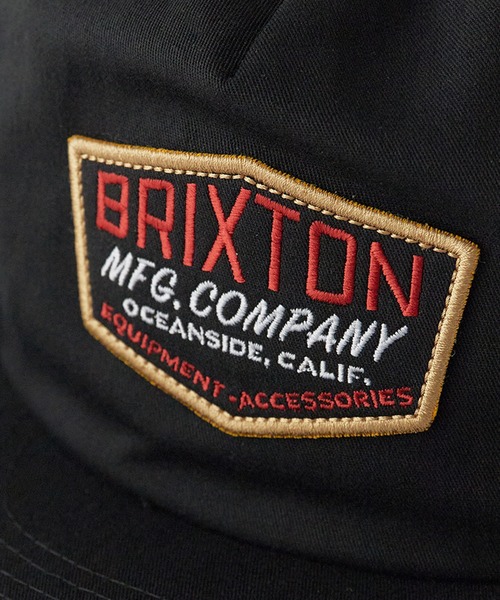 BRIXTON
MFG. COMPANY
OCEANSIDE, CALIF.
EQUIPMENT-ACCESSORIES